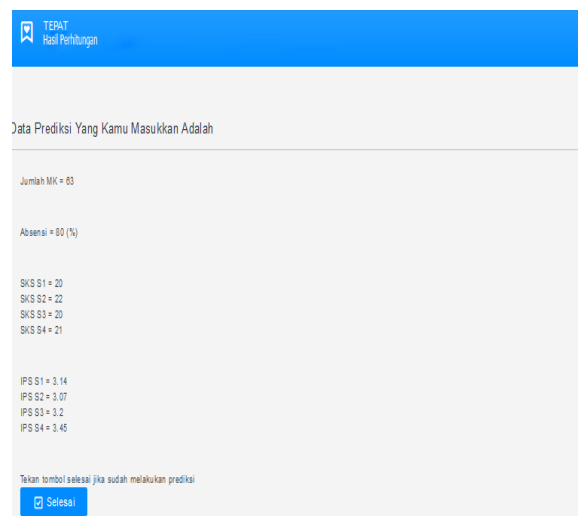 TEPAT
Hasil Perhitungan
Data Prediksi Yang Kamu Masukkan Adalah
Jumlah MK = 63
Absensi = 80 (%)
SKS S1 = 20
SKS S2 = 22
SKS S3 = 20
SKS S4 = 21
IPS S1 = 3.14
IPS S2 = 3.07
IPS S3 = 3.2
IPS S4 = 3.45
Tekan tombol selesai jika sudah melakukan prediksi
Selesai